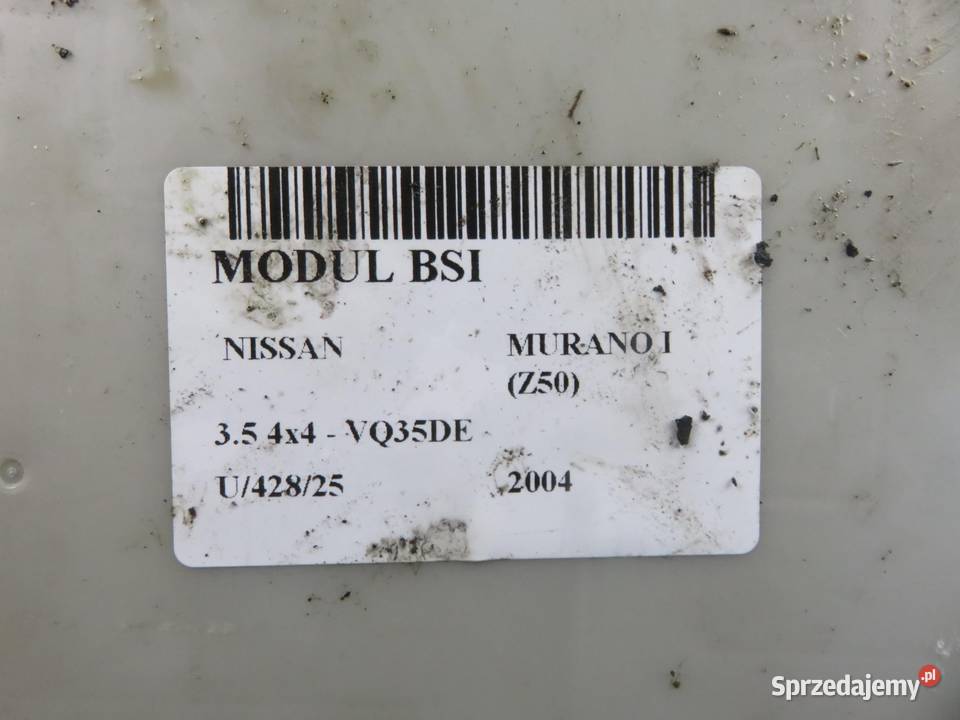 MODUL BSI
NISSAN MURANO I
(Z50)
3.5 4x4 - VQ35DE
U/428/25 2004
Sprzedajemy.pl